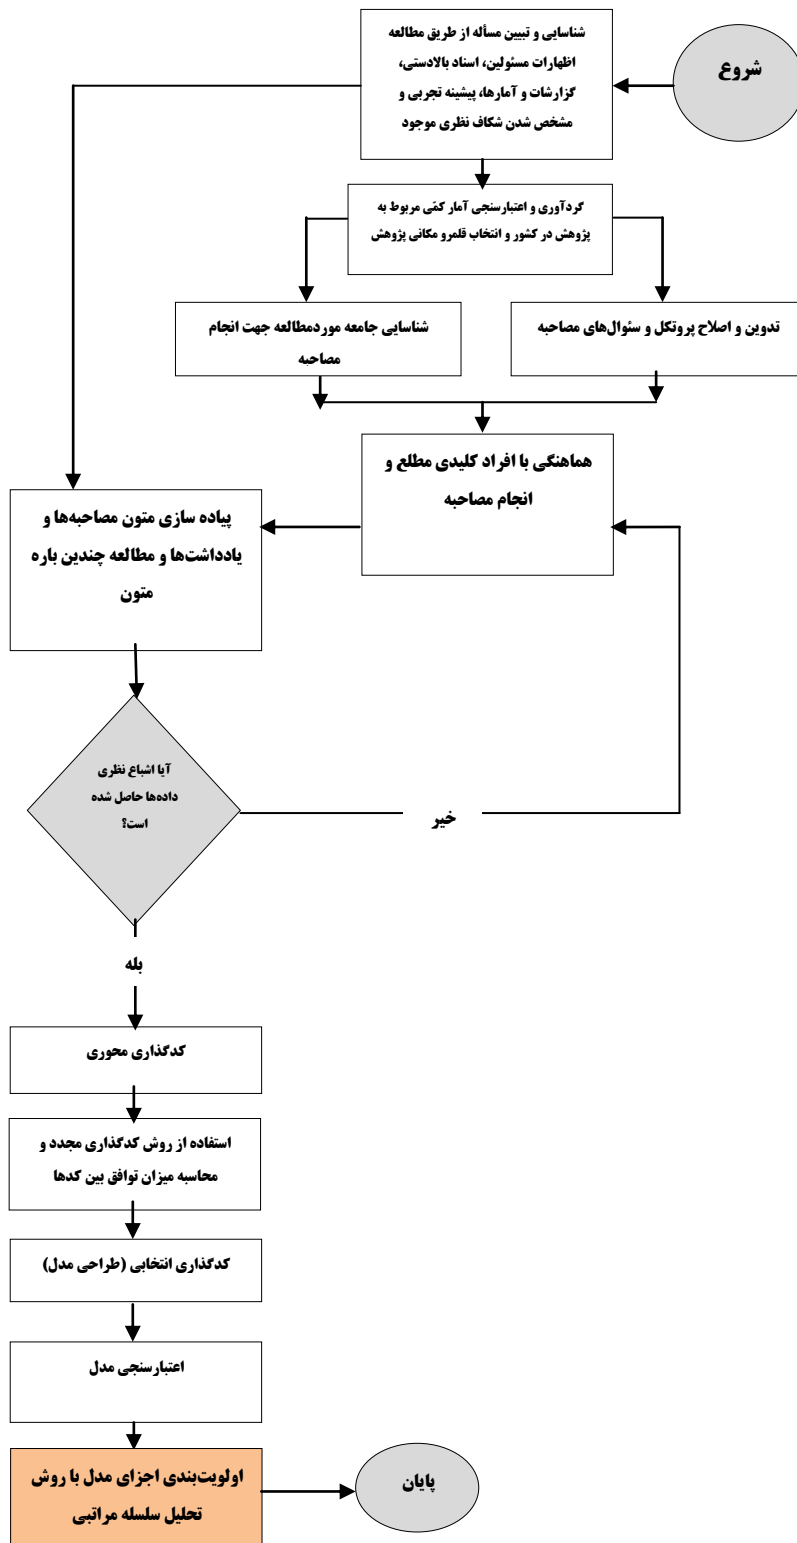 شروع
شناسایی و تبیین مسأله از طریق مطالعه
اظهارات مسئولین، اسناد بالادستی،
گزارشات و آمارها، پیشینه تجربی و
مشخص شدن شکاف نظری موجود
گردآوری و اعتبارسنجی آمار کمّی مربوط به
پژوهش در کشور و انتخاب قلمرو مکانی پژوهش
تدوین و اصلاح پروتکل و سئوال‌های مصاحبه
شناسایی جامعه موردمطالعه جهت انجام
مصاحبه
هماهنگی با افراد کلیدی مطلع و
انجام مصاحبه
پیاده سازی متون مصاحبه‌ها و
یادداشت‌ها و مطالعه چندین باره
متون
آیا اشباع نظری
داده‌ها حاصل شده
است؟
خیر
بله
کدگذاری محوری
استفاده از روش کدگذاری مجدد و
محاسبه میزان توافق بین کدها
کدگذاری انتخابی (طراحی مدل)
اعتبارسنجی مدل
اولویت‌بندی اجزای مدل با روش
تحلیل سلسله مراتبی
پایان